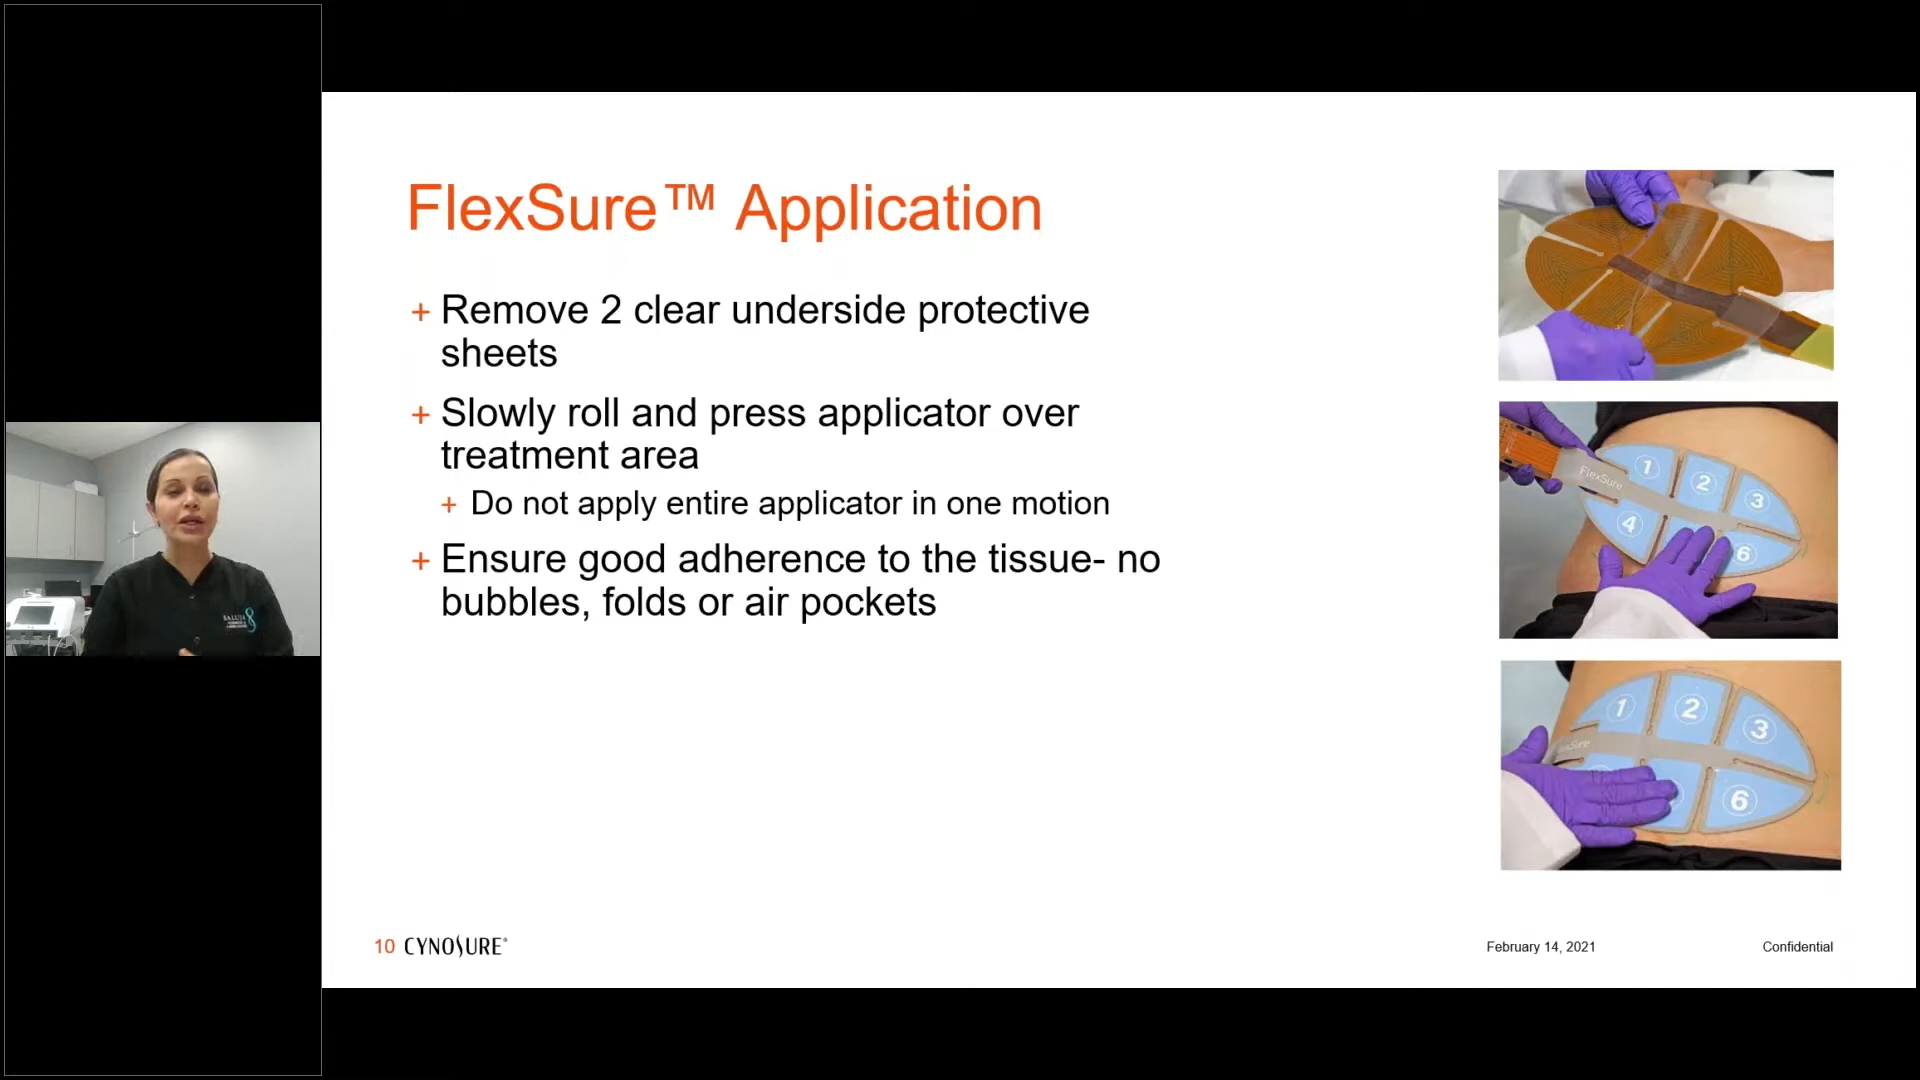 FlexSure™ Application
+ Remove 2 clear underside protective
sheets
+ Slowly roll and press applicator over
treatment area
+ Do not apply entire applicator in one motion
+ Ensure good adherence to the tissue- no
bubbles, folds or air pockets
FlexSure
1
2
3
4
6
1
2
3
6
10 CYNOSURE®
February 14, 2021
Confidential